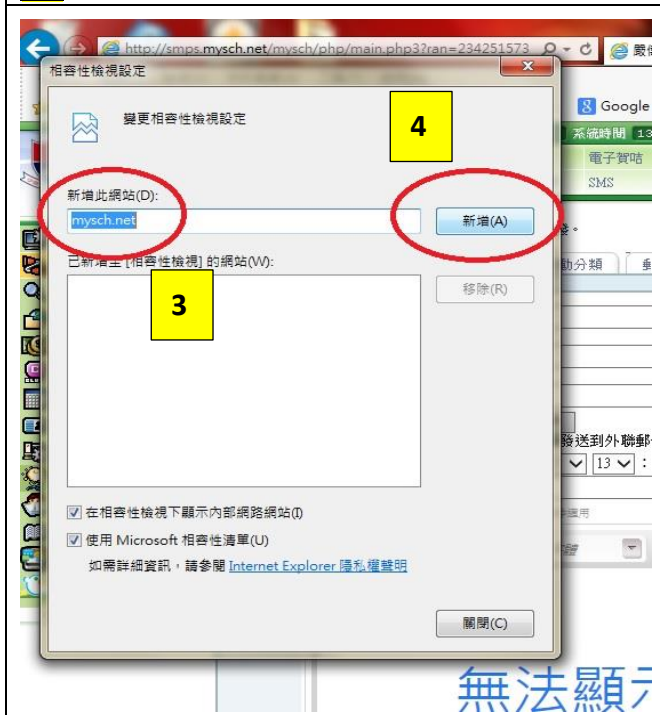 http://smps.mysch.net/mysch/php/main.php3?ran=234251573
相容性檢視設定
Google
變更相容性檢視設定
4
系統時間 13
電子賀咭
SMS
新增此網站(D):
mysch.net
新增(A)
已新增至 [相容性檢視] 的網站(W):
動分類
移除(R)
3
發送到外聯郵
13 :
在相容性檢視下顯示內部網路網站(I)
使用 Microsoft 相容性清單(U)
如需詳細資訊，請參閱 Internet Explorer 隱私權聲明
關閉(C)
無法顯示